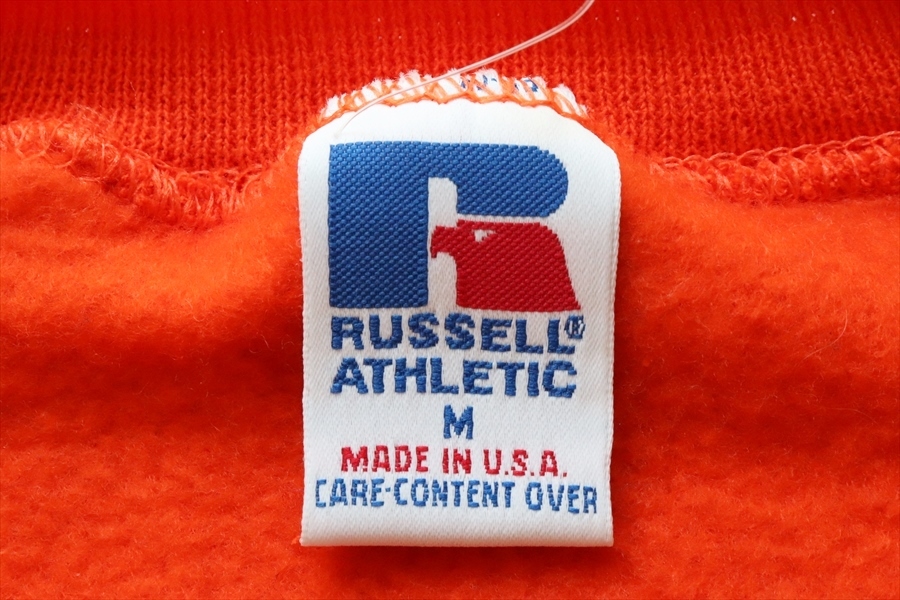 RUSSELL®
ATHLETIC
M
MADE IN U.S.A.
CARE-CONTENT OVER